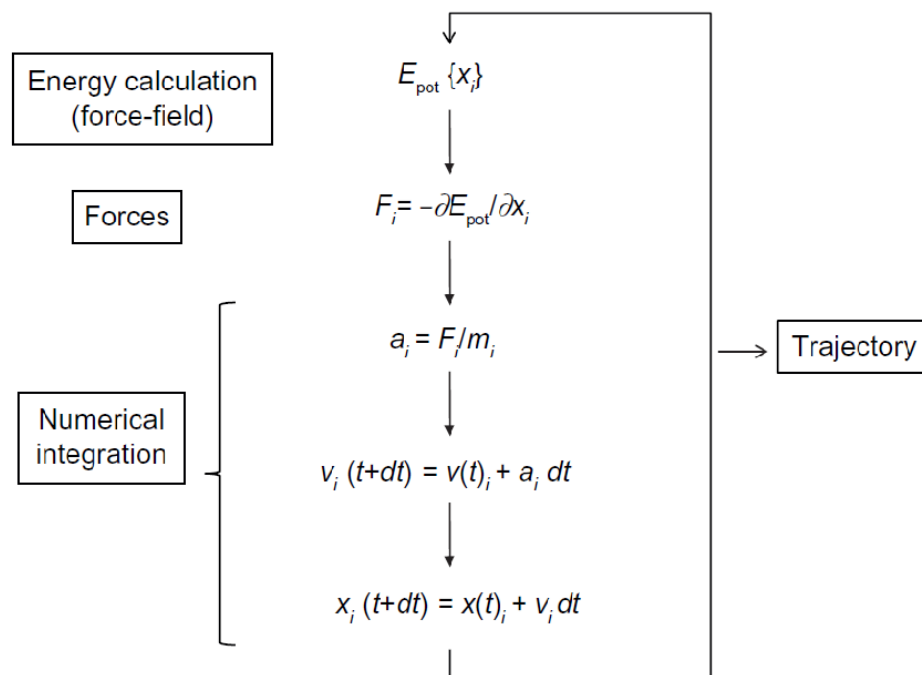 Energy calculation
(force-field)
E_pot {x_i}
Forces
F_i = −∂E_pot/∂x_i
a_i = F_i/m_i
Trajectory
Numerical
integration
v_i (t+dt) = v(t)_i + a_i dt
x_i (t+dt) = x(t)_i + v_i dt